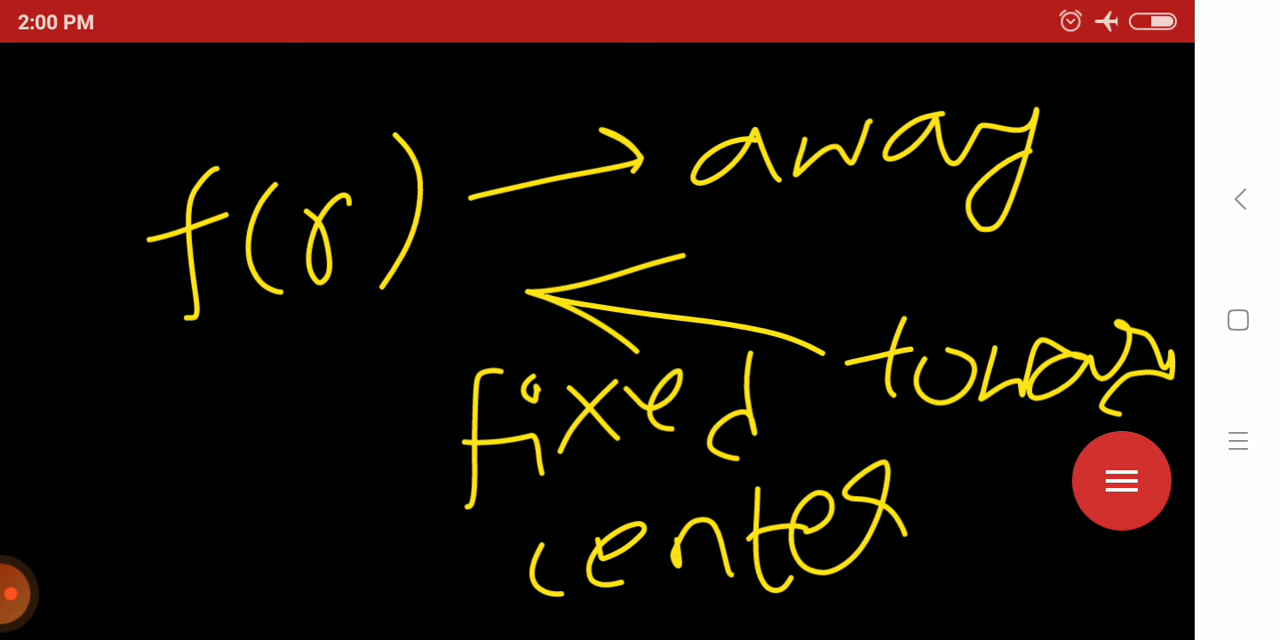 2:00 PM
f(r) → away
← towards
fixed
center